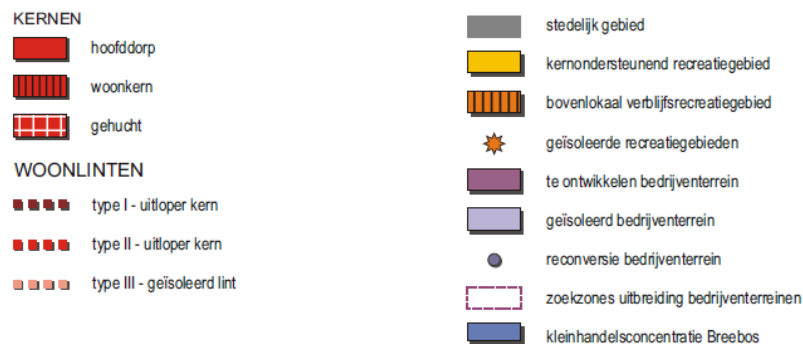 KERNEN
hoofddorp
woonkern
gehucht
WOONLINTEN
type I - uitloper kern
type II - uitloper kern
type III - geïsoleerd lint
stedelijk gebied
kernondersteunend recreatiegebied
bovenlokaal verblijfsrecreatiegebied
geïsoleerde recreatiegebieden
te ontwikkelen bedrijventerrein
geïsoleerd bedrijventerrein
reconversie bedrijventerrein
zoekzones uitbreiding bedrijventerreinen
kleinhandelsconcentratie Breebos